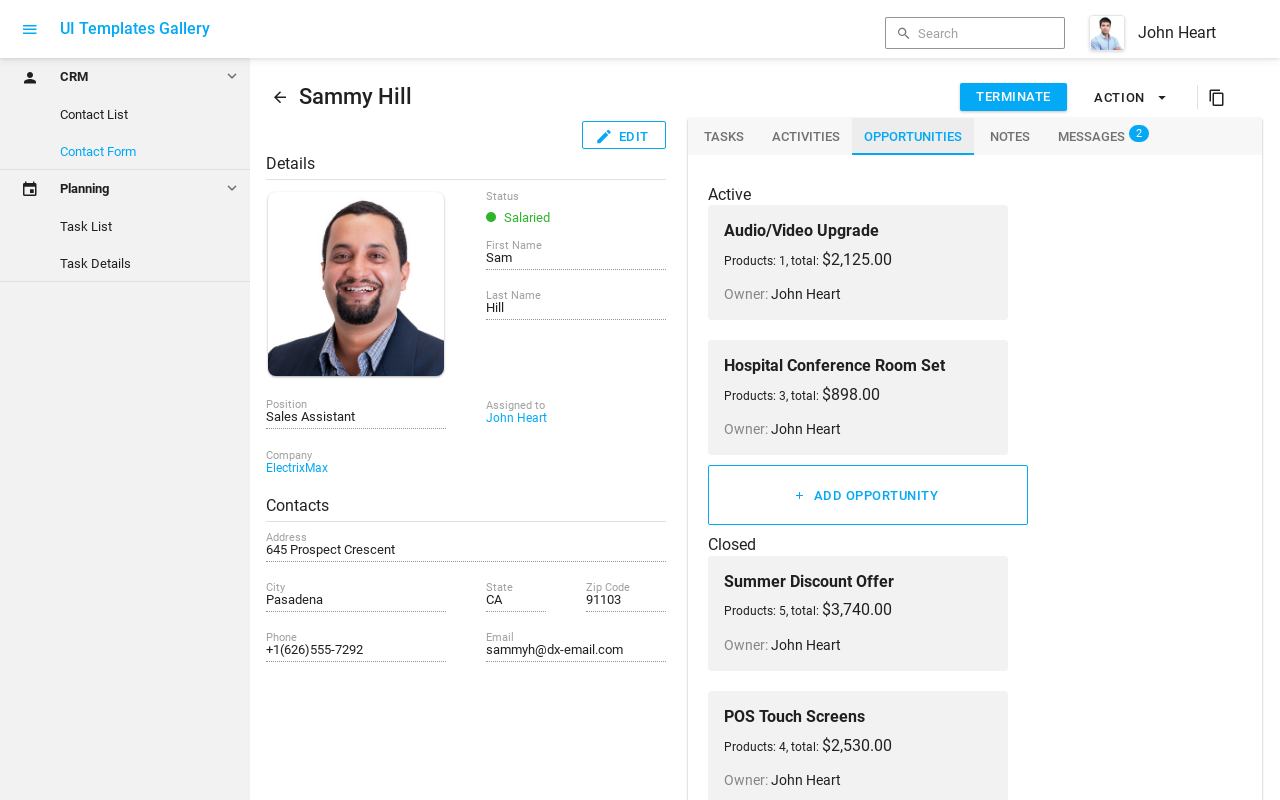 UI Templates Gallery
Search
John Heart
CRM
Contact List
Contact Form
Planning
Task List
Task Details
Sammy Hill
TERMINATE
ACTION
EDIT
Details
Status
Salaried
First Name
Sam
Last Name
Hill
Position
Sales Assistant
Assigned to
John Heart
Company
ElectrixMax
Contacts
Address
645 Prospect Crescent
City
Pasadena
State
CA
Zip Code
91103
Phone
+1(626)555-7292
Email
sammyh@dx-email.com
TASKS
ACTIVITIES
OPPORTUNITIES
NOTES
MESSAGES 2
Active
Audio/Video Upgrade
Products: 1, total: $2,125.00
Owner: John Heart
Hospital Conference Room Set
Products: 3, total: $898.00
Owner: John Heart
ADD OPPORTUNITY
Closed
Summer Discount Offer
Products: 5, total: $3,740.00
Owner: John Heart
POS Touch Screens
Products: 4, total: $2,530.00
Owner: John Heart